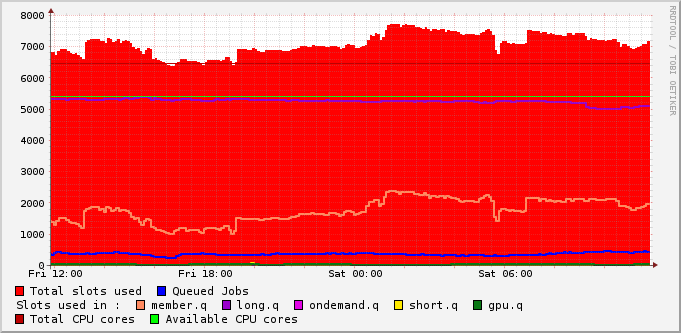 8000
7000
6000
5000
4000
3000
2000
1000
0
Fri 12:00 Fri 18:00 Sat 00:00 Sat 06:00
Total slots used Queued Jobs
Slots used in : member.q long.q ondemand.q short.q gpu.q
Total CPU cores Available CPU cores
RRDTOOL / TOBI OETIKER